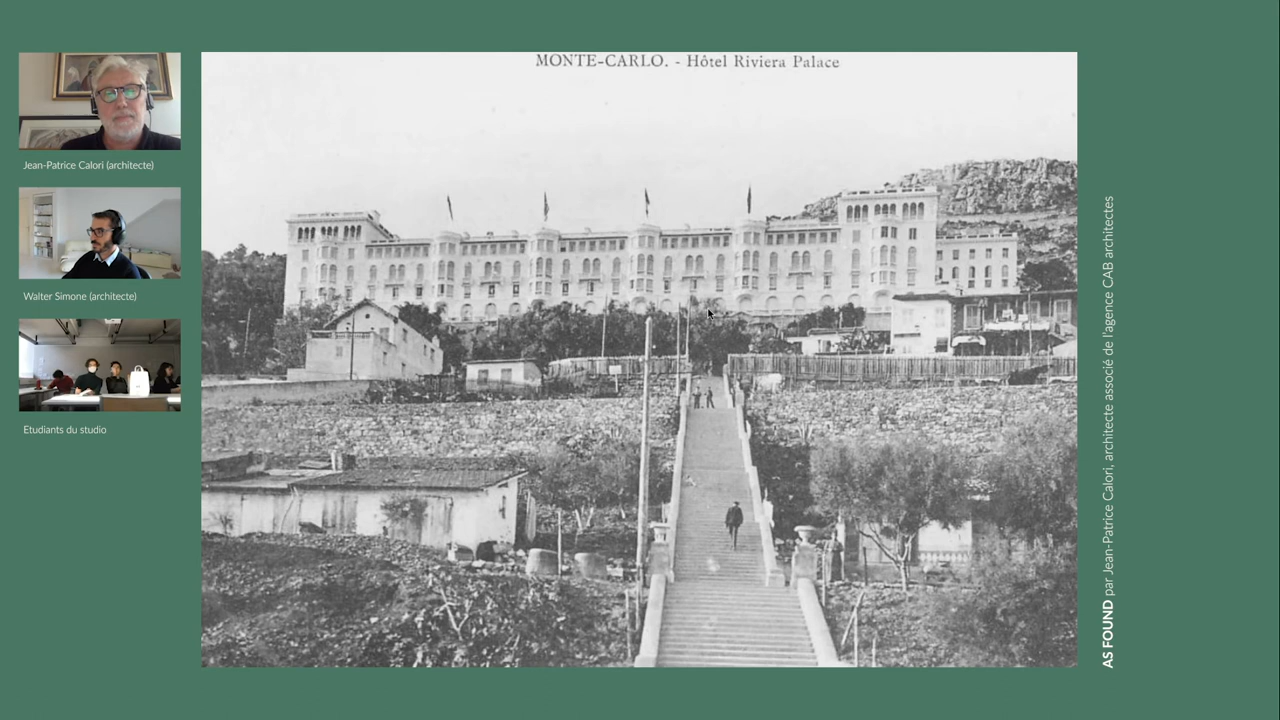 MONTE-CARLO. - Hôtel Riviera Palace
Jean-Patrice Calori (architecte)
Walter Simone (architecte)
Etudiants du studio
AS FOUND par Jean-Patrice Calori, architecte associé de l'agence CAB architectes